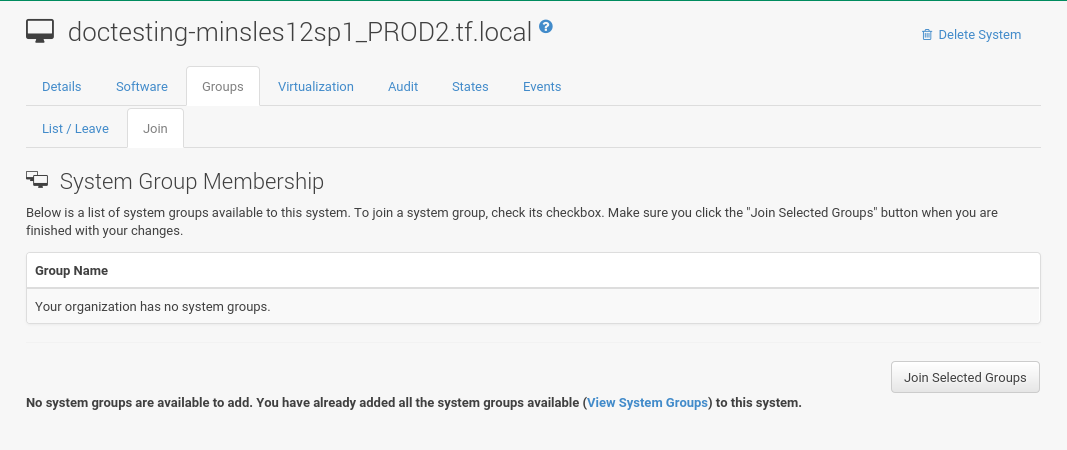 doctesting-minsles12sp1_PROD2.tf.local ?
Delete System
Details Software Groups Virtualization Audit States Events
List / Leave Join
System Group Membership
Below is a list of system groups available to this system. To join a system group, check its checkbox. Make sure you click the "Join Selected Groups" button when you are
finished with your changes.
Group Name
Your organization has no system groups.
Join Selected Groups
No system groups are available to add. You have already added all the system groups available (View System Groups) to this system.